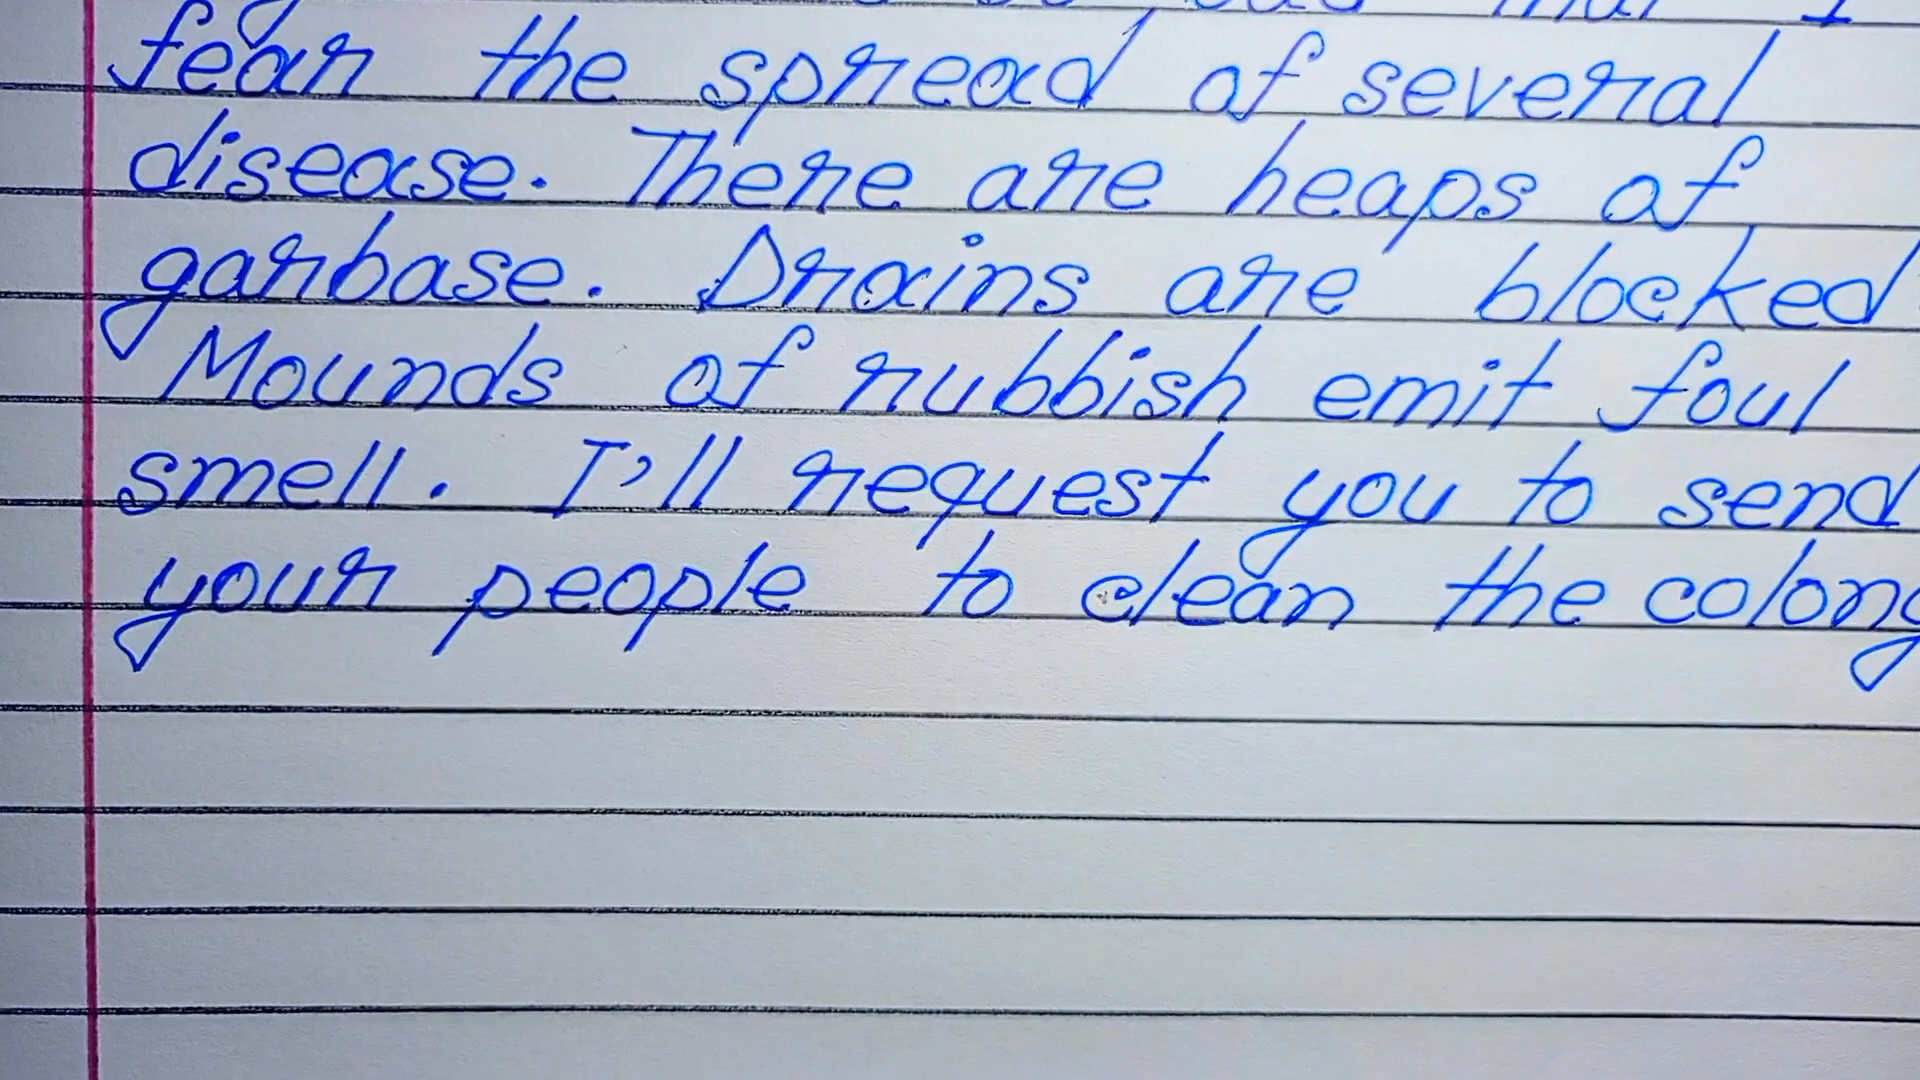 that I
fear the spread of several
disease. There are heaps of
garbase. Drains are blocked
Mounds of rubbish emit foul
smell. I'll request you to send
your people to clean the colony